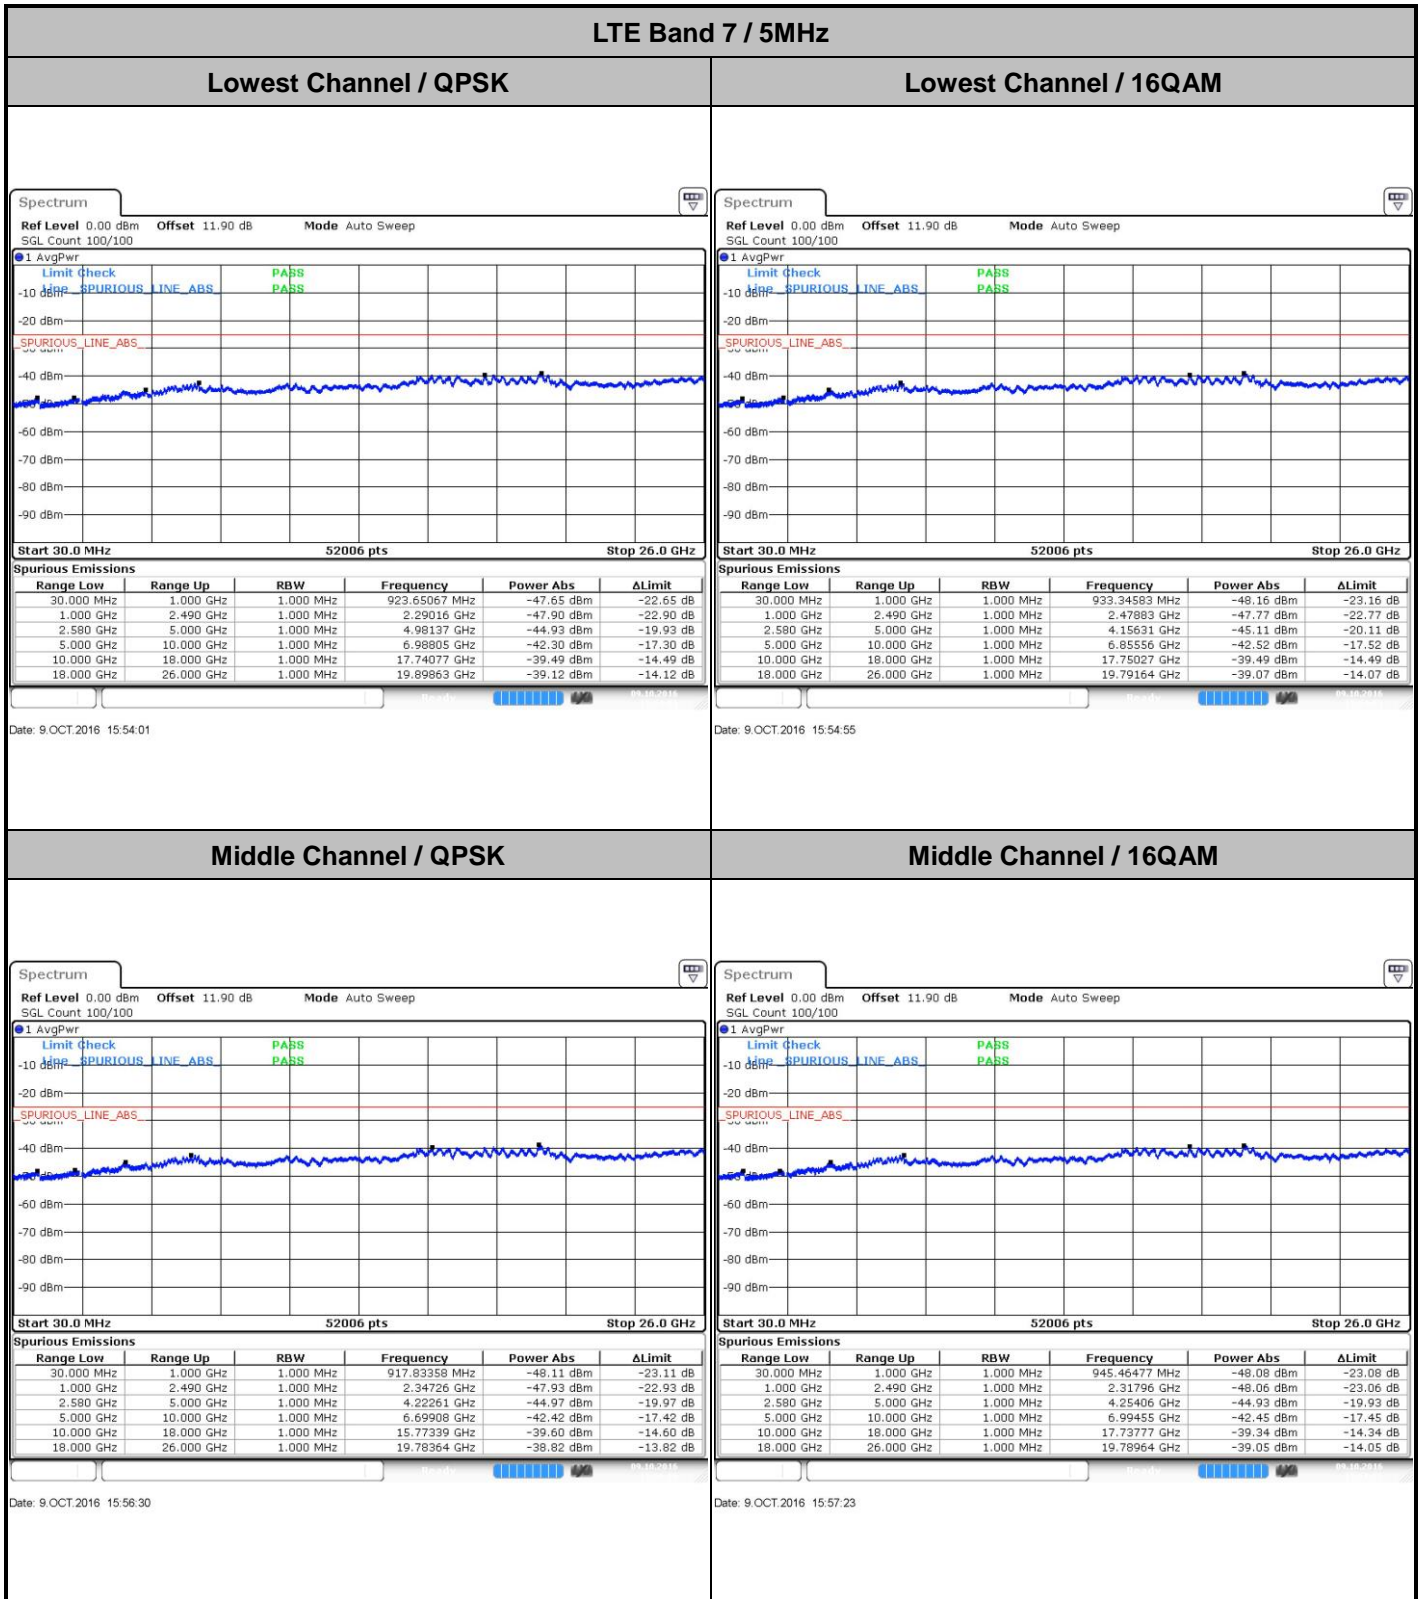 LTE Band 7 / 5MHz
Lowest Channel / QPSK
Lowest Channel / 16QAM
Spectrum
Ref Level 0.00 dBm Offset 11.90 dB Mode Auto Sweep
SGL Count 100/100
1 AvgPwr
Limit Check PASS
Line _SPURIOUS_LINE_ABS_ PASS
-10 dBm
-20 dBm
_SPURIOUS_LINE_ABS_
-40 dBm
-60 dBm
-70 dBm
-80 dBm
-90 dBm
Start 30.0 MHz 52006 pts Stop 26.0 GHz
Spurious Emissions
Range Low Range Up RBW Frequency Power Abs ΔLimit
30.000 MHz 1.000 GHz 1.000 MHz 923.65067 MHz -47.65 dBm -22.65 dB
1.000 GHz 2.490 GHz 1.000 MHz 2.29016 GHz -47.90 dBm -22.90 dB
2.580 GHz 5.000 GHz 1.000 MHz 4.98137 GHz -44.93 dBm -19.93 dB
5.000 GHz 10.000 GHz 1.000 MHz 6.98805 GHz -42.30 dBm -17.30 dB
10.000 GHz 18.000 GHz 1.000 MHz 17.74077 GHz -39.49 dBm -14.49 dB
18.000 GHz 26.000 GHz 1.000 MHz 19.89863 GHz -39.12 dBm -14.12 dB
Date: 9.OCT.2016 15:54:01
Spectrum
Ref Level 0.00 dBm Offset 11.90 dB Mode Auto Sweep
SGL Count 100/100
1 AvgPwr
Limit Check PASS
Line _SPURIOUS_LINE_ABS_ PASS
-10 dBm
-20 dBm
_SPURIOUS_LINE_ABS_
-40 dBm
-60 dBm
-70 dBm
-80 dBm
-90 dBm
Start 30.0 MHz 52006 pts Stop 26.0 GHz
Spurious Emissions
Range Low Range Up RBW Frequency Power Abs ΔLimit
30.000 MHz 1.000 GHz 1.000 MHz 933.34583 MHz -48.16 dBm -23.16 dB
1.000 GHz 2.490 GHz 1.000 MHz 2.47883 GHz -47.77 dBm -22.77 dB
2.580 GHz 5.000 GHz 1.000 MHz 4.15631 GHz -45.11 dBm -20.11 dB
5.000 GHz 10.000 GHz 1.000 MHz 6.85556 GHz -42.52 dBm -17.52 dB
10.000 GHz 18.000 GHz 1.000 MHz 17.75027 GHz -39.49 dBm -14.49 dB
18.000 GHz 26.000 GHz 1.000 MHz 19.79164 GHz -39.07 dBm -14.07 dB
Date: 9.OCT.2016 15:54:55
Middle Channel / QPSK
Middle Channel / 16QAM
Spectrum
Ref Level 0.00 dBm Offset 11.90 dB Mode Auto Sweep
SGL Count 100/100
1 AvgPwr
Limit Check PASS
Line _SPURIOUS_LINE_ABS_ PASS
-10 dBm
-20 dBm
_SPURIOUS_LINE_ABS_
-40 dBm
-60 dBm
-70 dBm
-80 dBm
-90 dBm
Start 30.0 MHz 52006 pts Stop 26.0 GHz
Spurious Emissions
Range Low Range Up RBW Frequency Power Abs ΔLimit
30.000 MHz 1.000 GHz 1.000 MHz 917.83358 MHz -48.11 dBm -23.11 dB
1.000 GHz 2.490 GHz 1.000 MHz 2.34726 GHz -47.93 dBm -22.93 dB
2.580 GHz 5.000 GHz 1.000 MHz 4.22261 GHz -44.97 dBm -19.97 dB
5.000 GHz 10.000 GHz 1.000 MHz 6.69908 GHz -42.42 dBm -17.42 dB
10.000 GHz 18.000 GHz 1.000 MHz 15.77339 GHz -39.60 dBm -14.60 dB
18.000 GHz 26.000 GHz 1.000 MHz 19.78364 GHz -38.82 dBm -13.82 dB
Date: 9.OCT.2016 15:56:30
Spectrum
Ref Level 0.00 dBm Offset 11.90 dB Mode Auto Sweep
SGL Count 100/100
1 AvgPwr
Limit Check PASS
Line _SPURIOUS_LINE_ABS_ PASS
-10 dBm
-20 dBm
_SPURIOUS_LINE_ABS_
-40 dBm
-60 dBm
-70 dBm
-80 dBm
-90 dBm
Start 30.0 MHz 52006 pts Stop 26.0 GHz
Spurious Emissions
Range Low Range Up RBW Frequency Power Abs ΔLimit
30.000 MHz 1.000 GHz 1.000 MHz 945.46477 MHz -48.08 dBm -23.08 dB
1.000 GHz 2.490 GHz 1.000 MHz 2.31796 GHz -48.06 dBm -23.06 dB
2.580 GHz 5.000 GHz 1.000 MHz 4.25406 GHz -44.93 dBm -19.93 dB
5.000 GHz 10.000 GHz 1.000 MHz 6.99455 GHz -42.45 dBm -17.45 dB
10.000 GHz 18.000 GHz 1.000 MHz 17.73777 GHz -39.34 dBm -14.34 dB
18.000 GHz 26.000 GHz 1.000 MHz 19.78964 GHz -39.05 dBm -14.05 dB
Date: 9.OCT.2016 15:57:23